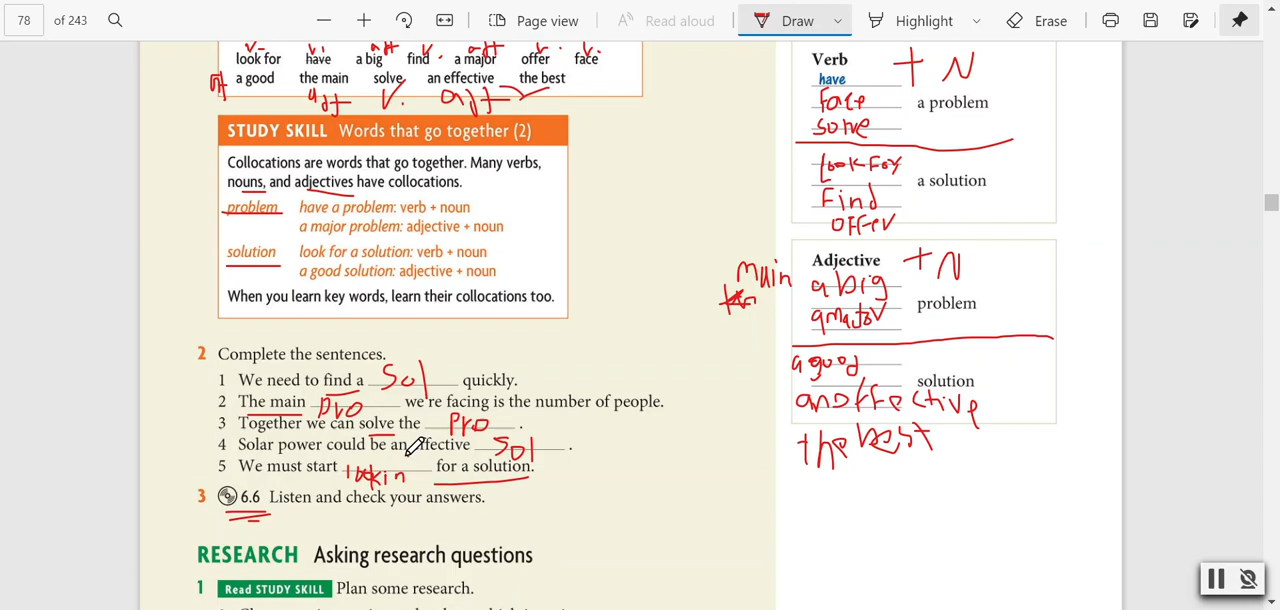 78 of 243 Page view Read aloud Draw Highlight Erase
v. v. adj v. adj v. v.
look for have a big find a major offer face
a good the main solve an effective the best
adj v. adj
STUDY SKILL Words that go together (2)
Collocations are words that go together. Many verbs,
nouns, and adjectives have collocations.
problem have a problem: verb + noun
a major problem: adjective + noun
solution look for a solution: verb + noun
a good solution: adjective + noun
When you learn key words, learn their collocations too.
2 Complete the sentences.
1 We need to find a Sol quickly.
2 The main pro we're facing is the number of people.
3 Together we can solve the pro .
4 Solar power could be an effective Sol .
5 We must start lookin for a solution.
3 6.6 Listen and check your answers.
RESEARCH Asking research questions
1 Read STUDY SKILL Plan some research.
Verb + N
have
Face a problem
solve
Look For
Find a solution
offer
Adjective + N
main
a big
a major problem
a good
solution
an effective
the best